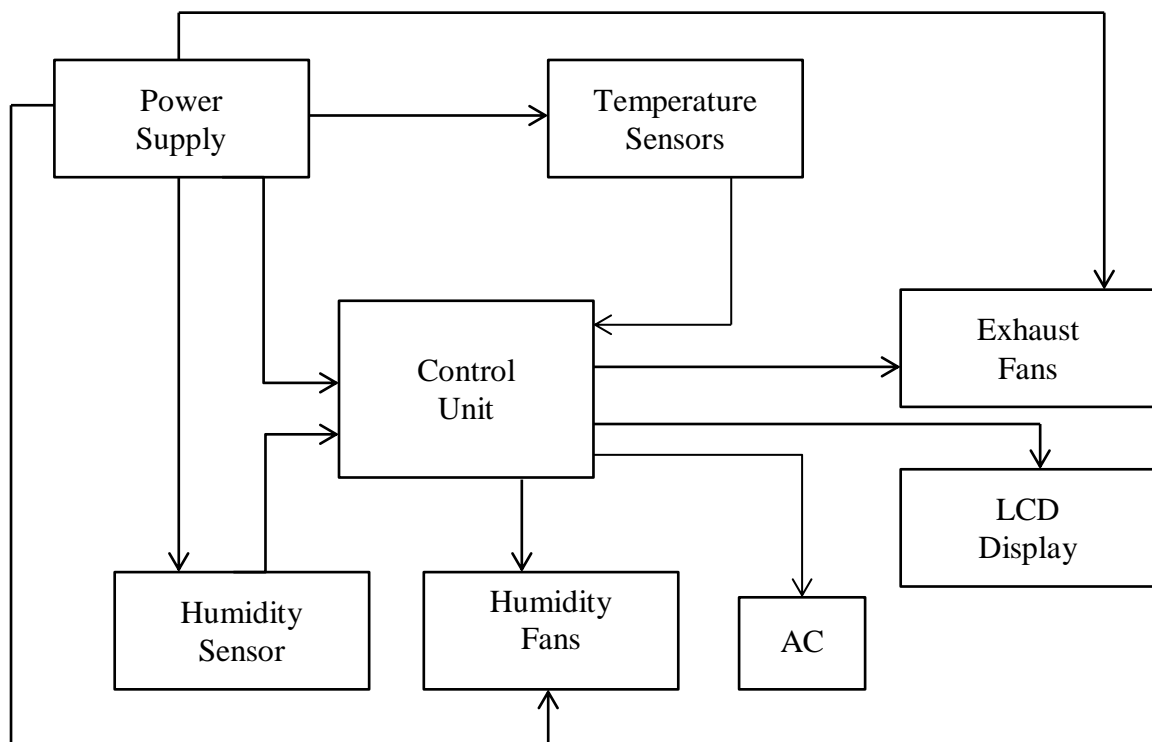 Power
Supply
Temperature
Sensors
Control
Unit
Exhaust
Fans
LCD
Display
Humidity
Sensor
Humidity
Fans
AC